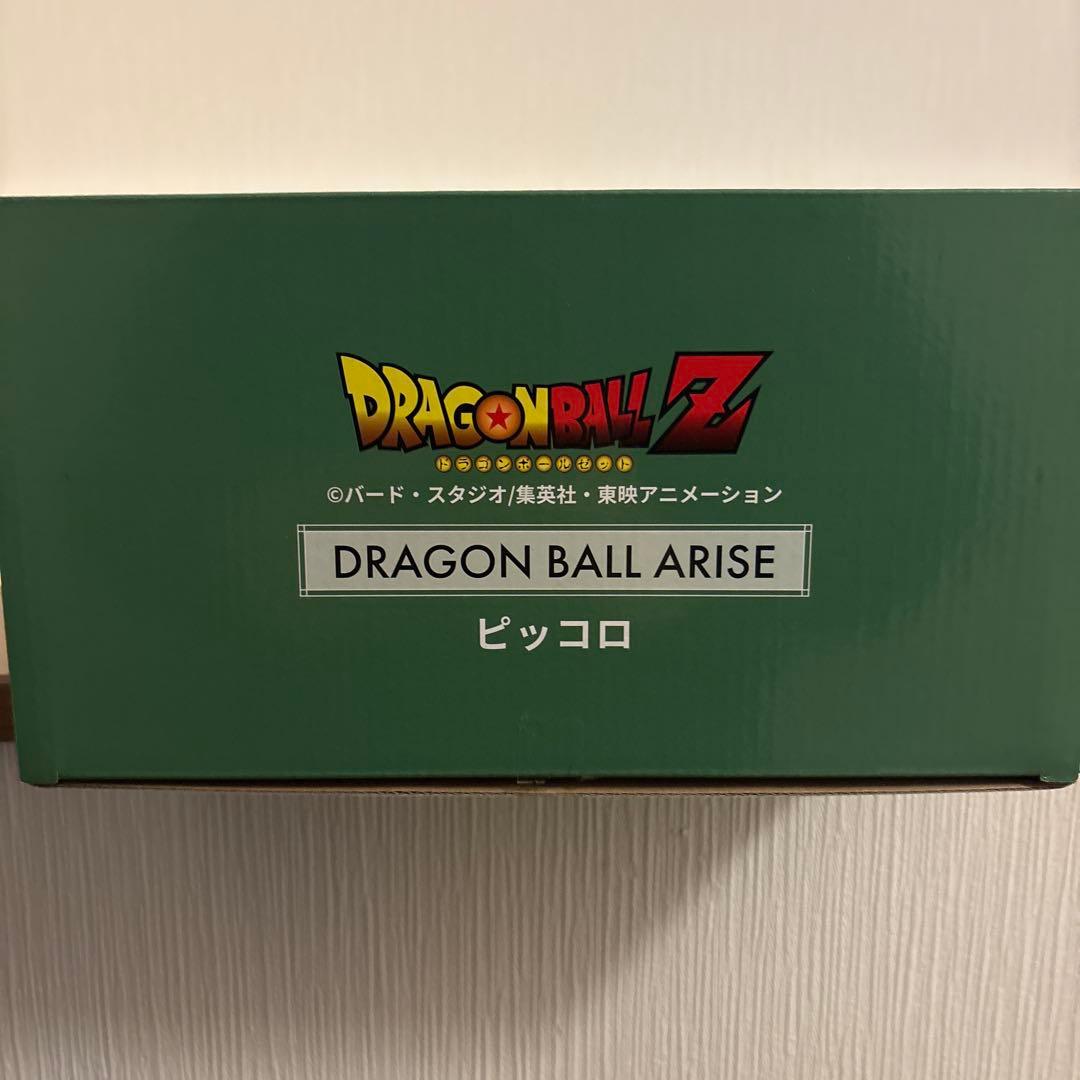 DRAGONBALL Z
ドラゴンボールゼット
©バード・スタジオ/集英社・東映アニメーション
DRAGON BALL ARISE
ピッコロ